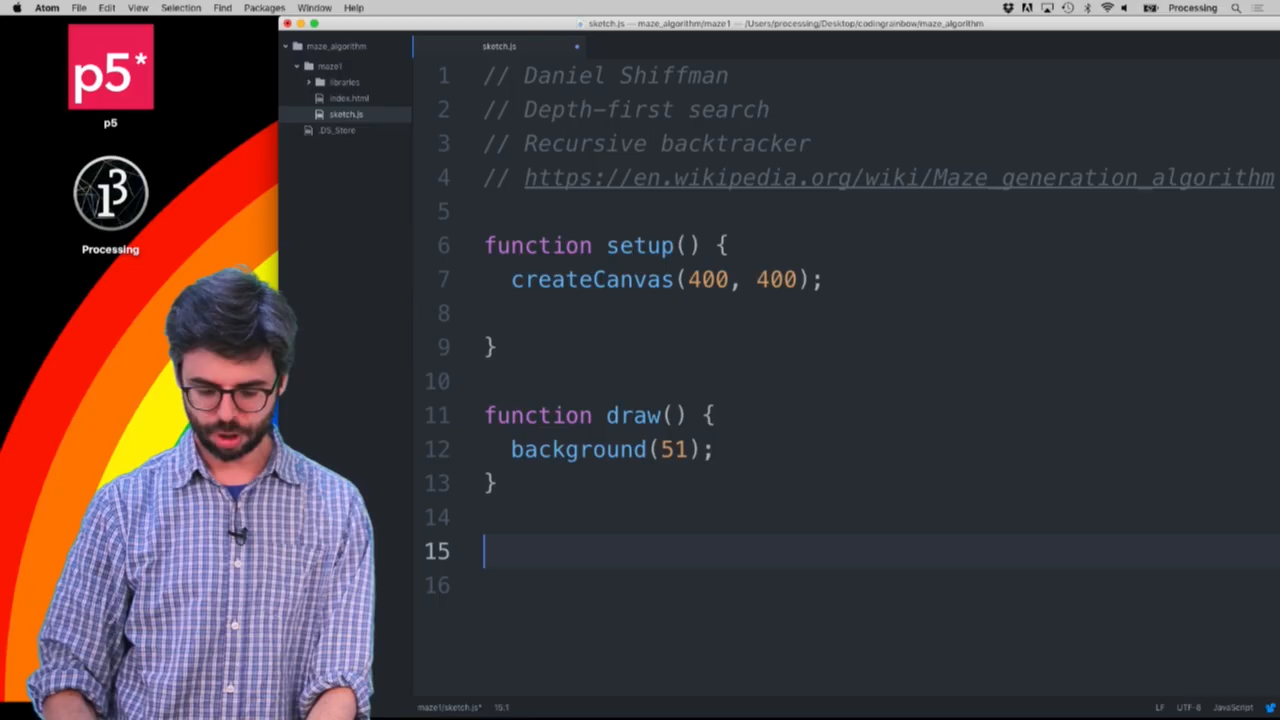 Atom File Edit View Selection Find Packages Window Help Processing
sketch.js — maze_algorithm/maze1 — /Users/processing/Desktop/codingrainbow/maze_algorithm
p5*
p5
Processing
maze_algorithm
maze1
libraries
index.html
sketch.js
.DS_Store
sketch.js
1 // Daniel Shiffman
2 // Depth-first search
3 // Recursive backtracker
4 // https://en.wikipedia.org/wiki/Maze_generation_algorithm
5
6 function setup() {
7 createCanvas(400, 400);
8
9 }
10
11 function draw() {
12 background(51);
13 }
14
15
16
maze1/sketch.js* 15:1 LF UTF-8 JavaScript